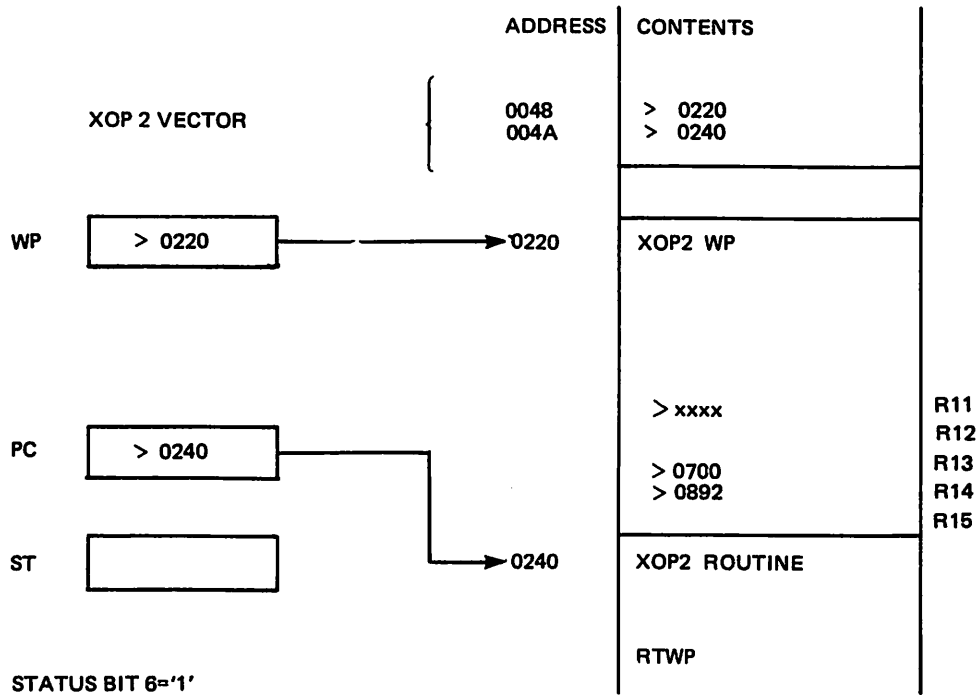 ADDRESS CONTENTS
XOP 2 VECTOR
0048 > 0220
004A > 0240
WP > 0220 0220 XOP2 WP
> xxxx R11
R12
PC > 0240
> 0700 R13
> 0892 R14
R15
ST 0240 XOP2 ROUTINE
RTWP
STATUS BIT 6='1'